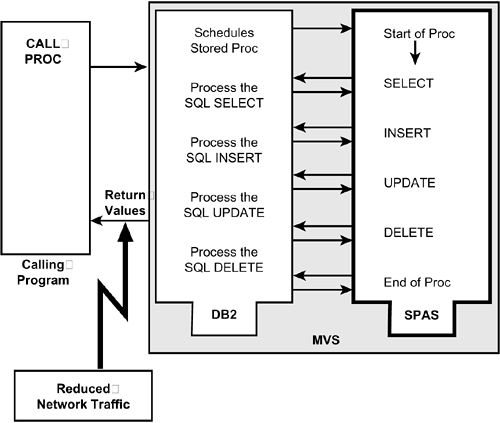 CALL
PROC
Calling
Program
Return
Values
Reduced
Network Traffic
Schedules
Stored Proc
Process the
SQL SELECT
Process the
SQL INSERT
Process the
SQL UPDATE
Process the
SQL DELETE
DB2
Start of Proc
SELECT
INSERT
UPDATE
DELETE
End of Proc
SPAS
MVS